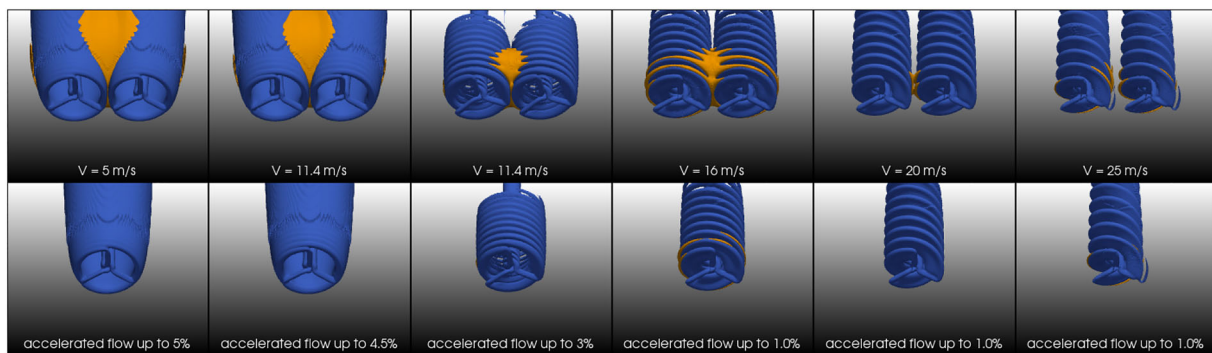 V = 5 m/s
V = 11.4 m/s
V = 11.4 m/s
V = 16 m/s
V = 20 m/s
V = 25 m/s
accelerated flow up to 5%
accelerated flow up to 4.5%
accelerated flow up to 3%
accelerated flow up to 1.0%
accelerated flow up to 1.0%
accelerated flow up to 1.0%